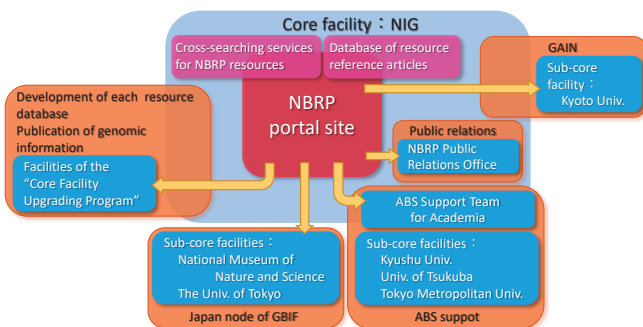 Core facility：NIG
Cross-searching services
for NBRP resources
Database of resource
reference articles
NBRP
portal site
GAIN
Sub-core
facility：
Kyoto Univ.
Development of each resource
database
Publication of genomic
information
Facilities of the
“Core Facility
Upgrading Program”
Public relations
NBRP Public
Relations Office
ABS Support Team
for Academia
Sub-core facilities：
National Museum of
Nature and Science
The Univ. of Tokyo
Japan node of GBIF
Sub-core facilities：
Kyushu Univ.
Univ. of Tsukuba
Tokyo Metropolitan Univ.
ABS suppot